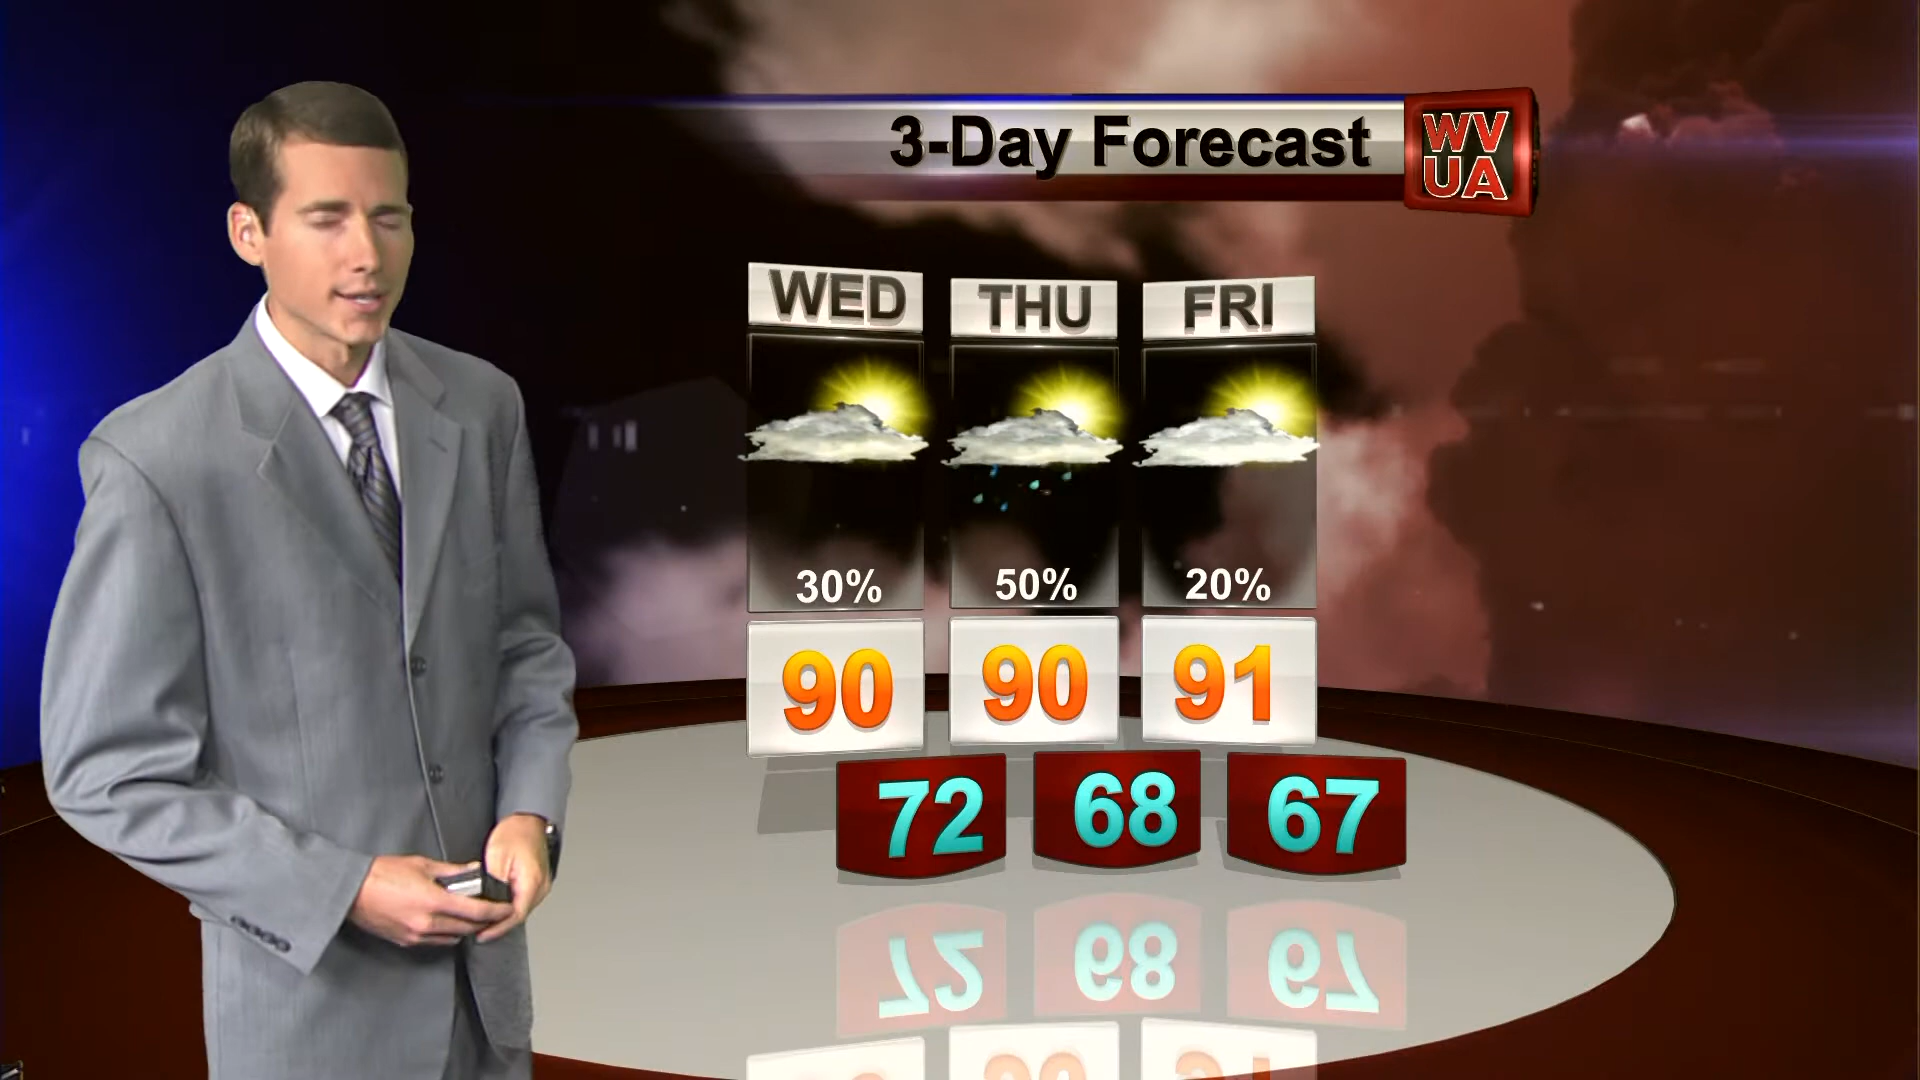 3-Day Forecast
WV
UA
WED THU FRI
30% 50% 20%
90 90 91
72 68 67